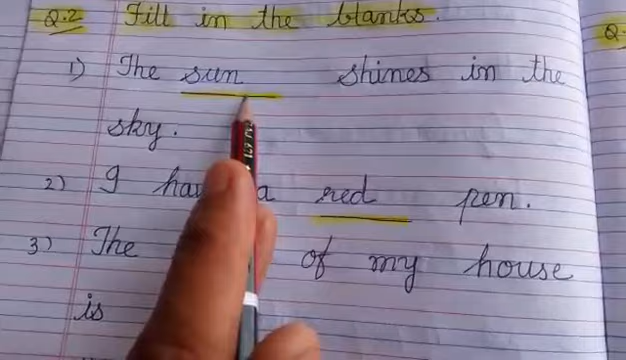 Q.2 Fill in the blanks.
1) The sun shines in the
sky.
2) I have a red pen.
3) The of my house
is